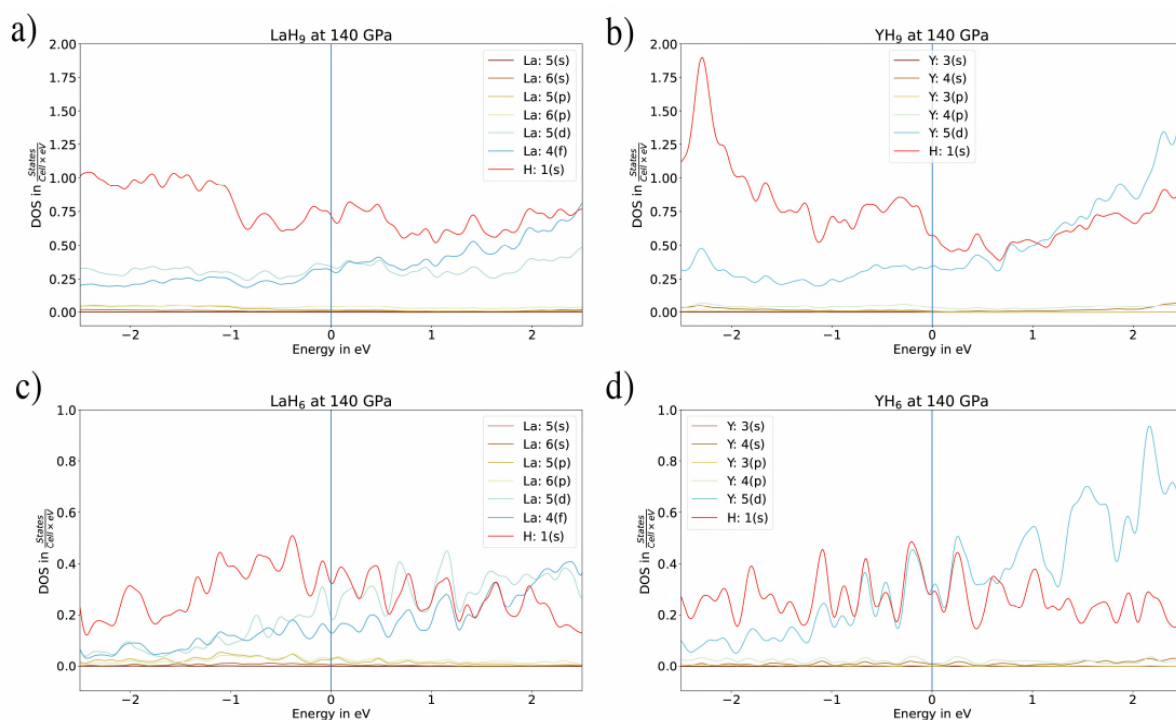 a)
LaH₉ at 140 GPa
DOS in States/Cell × eV
2.00
1.75
1.50
1.25
1.00
0.75
0.50
0.25
0.00
La: 5(s)
La: 6(s)
La: 5(p)
La: 6(p)
La: 5(d)
La: 4(f)
H: 1(s)
−2 −1 0 1 2
Energy in eV
b)
YH₉ at 140 GPa
DOS in States/Cell × eV
2.00
1.75
1.50
1.25
1.00
0.75
0.50
0.25
0.00
Y: 3(s)
Y: 4(s)
Y: 3(p)
Y: 4(p)
Y: 5(d)
H: 1(s)
−2 −1 0 1 2
Energy in eV
c)
LaH₆ at 140 GPa
DOS in States/Cell × eV
1.0
0.8
0.6
0.4
0.2
0.0
La: 5(s)
La: 6(s)
La: 5(p)
La: 6(p)
La: 5(d)
La: 4(f)
H: 1(s)
−2 −1 0 1 2
Energy in eV
d)
YH₆ at 140 GPa
DOS in States/Cell × eV
1.0
0.8
0.6
0.4
0.2
0.0
Y: 3(s)
Y: 4(s)
Y: 3(p)
Y: 4(p)
Y: 5(d)
H: 1(s)
−2 −1 0 1 2
Energy in eV